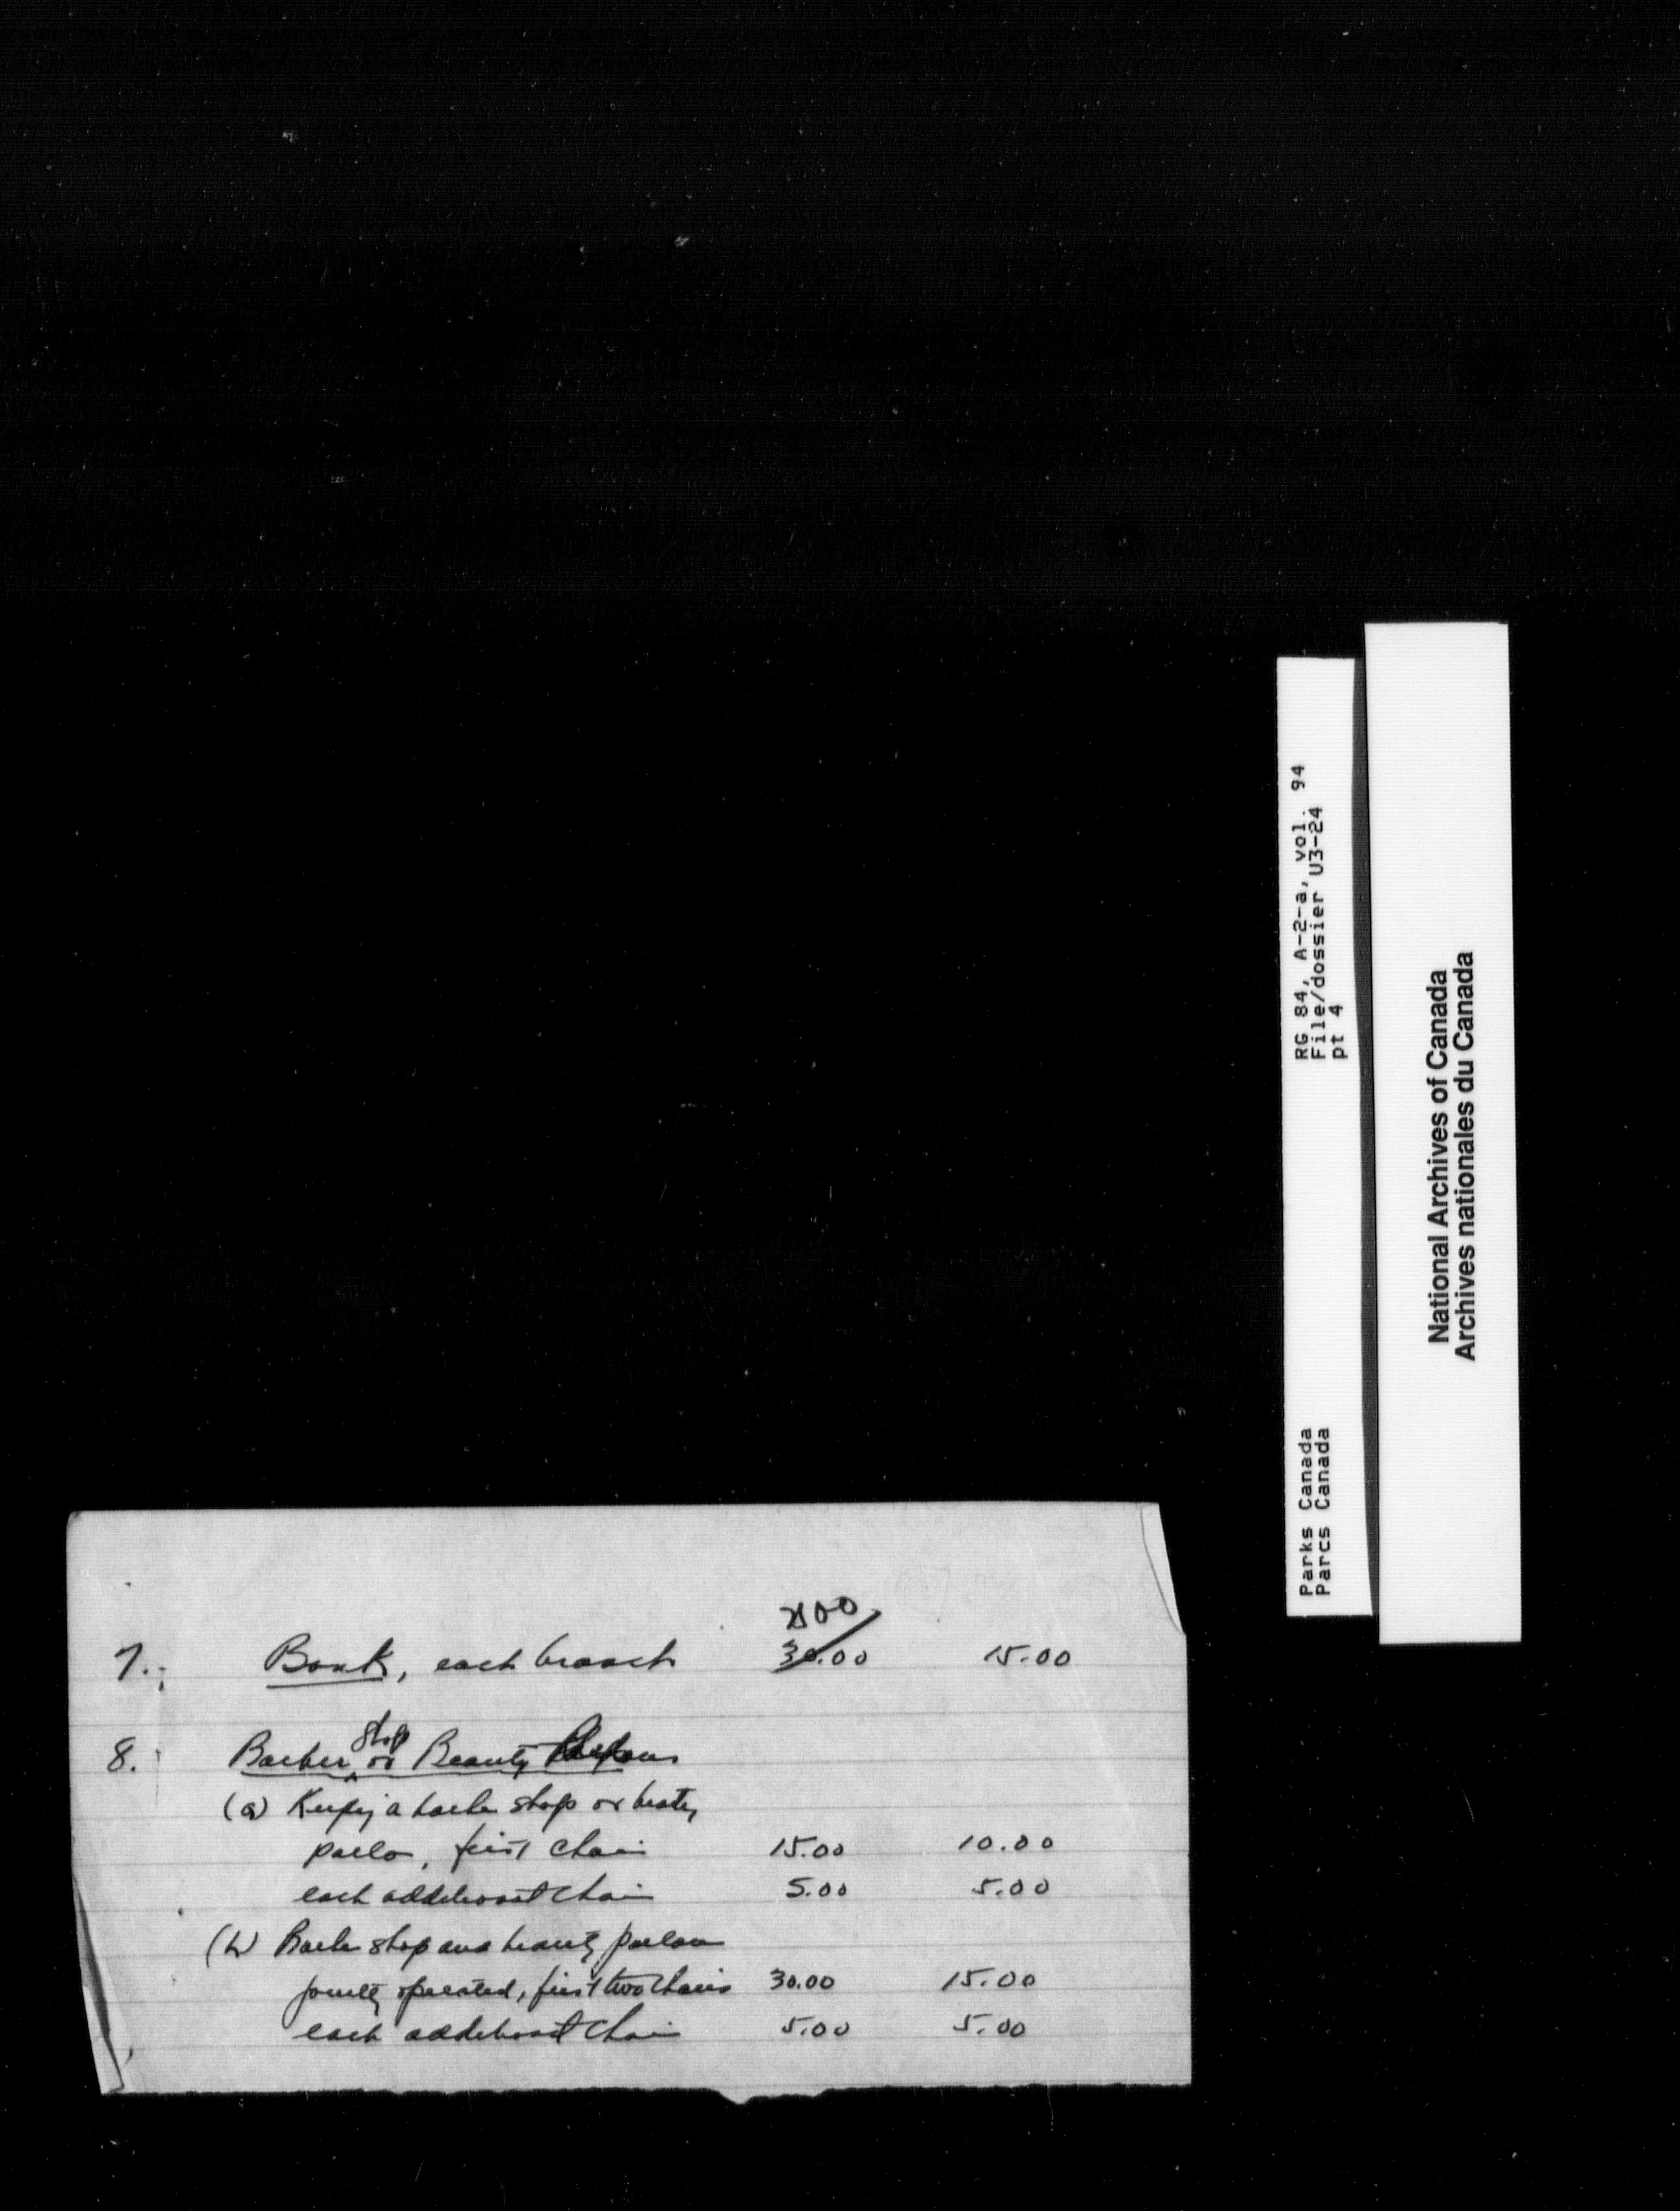 7. Bank, each branch 30.00 15.00
8. Barber shop or Beauty
(a) Keeping a barber shop or beauty
parlor, first chair 15.00 10.00
each additional chair 5.00 5.00
(b) Barber shop and beauty parlour
jointly operated, first two chairs 30.00 15.00
each additional chair 5.00 5.00
RG 84, A-2-a, vol. 94
File/dossier U3-24
pt 4
Parks Canada
Parcs Canada
National Archives of Canada
Archives nationales du Canada